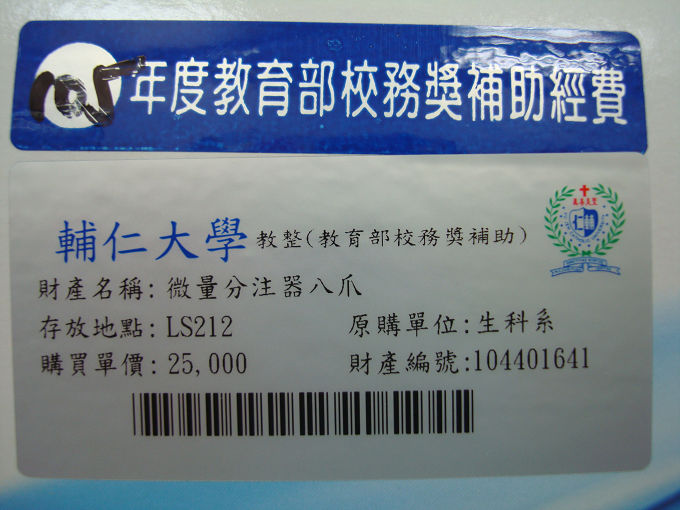 105年度教育部校務獎補助經費
輔仁大學 教整(教育部校務獎補助)
財產名稱: 微量分注器八爪
存放地點: LS212 原購單位: 生科系
購買單價: 25,000 財產編號:104401641